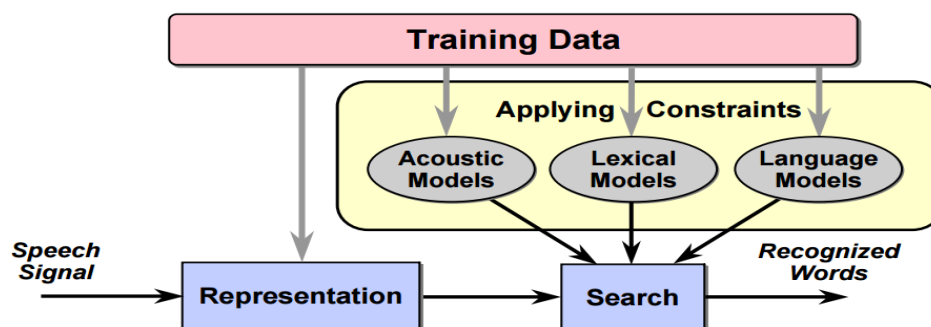 Training Data
Applying Constraints
Acoustic
Models
Lexical
Models
Language
Models
Speech
Signal
Representation
Search
Recognized
Words